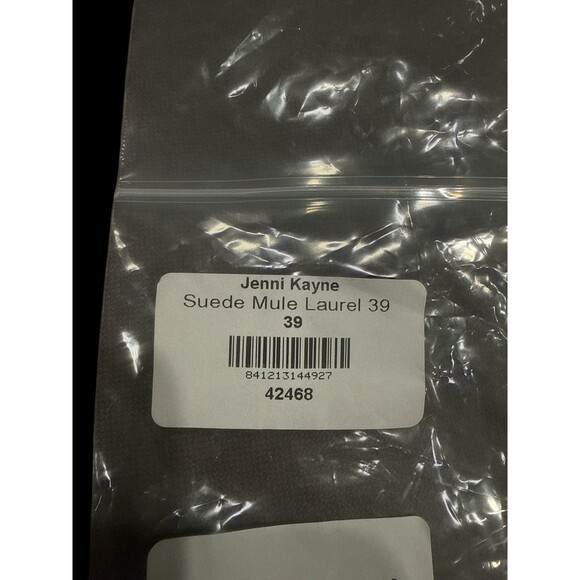 Jenni Kayne
Suede Mule Laurel 39
39
841213144927
42468